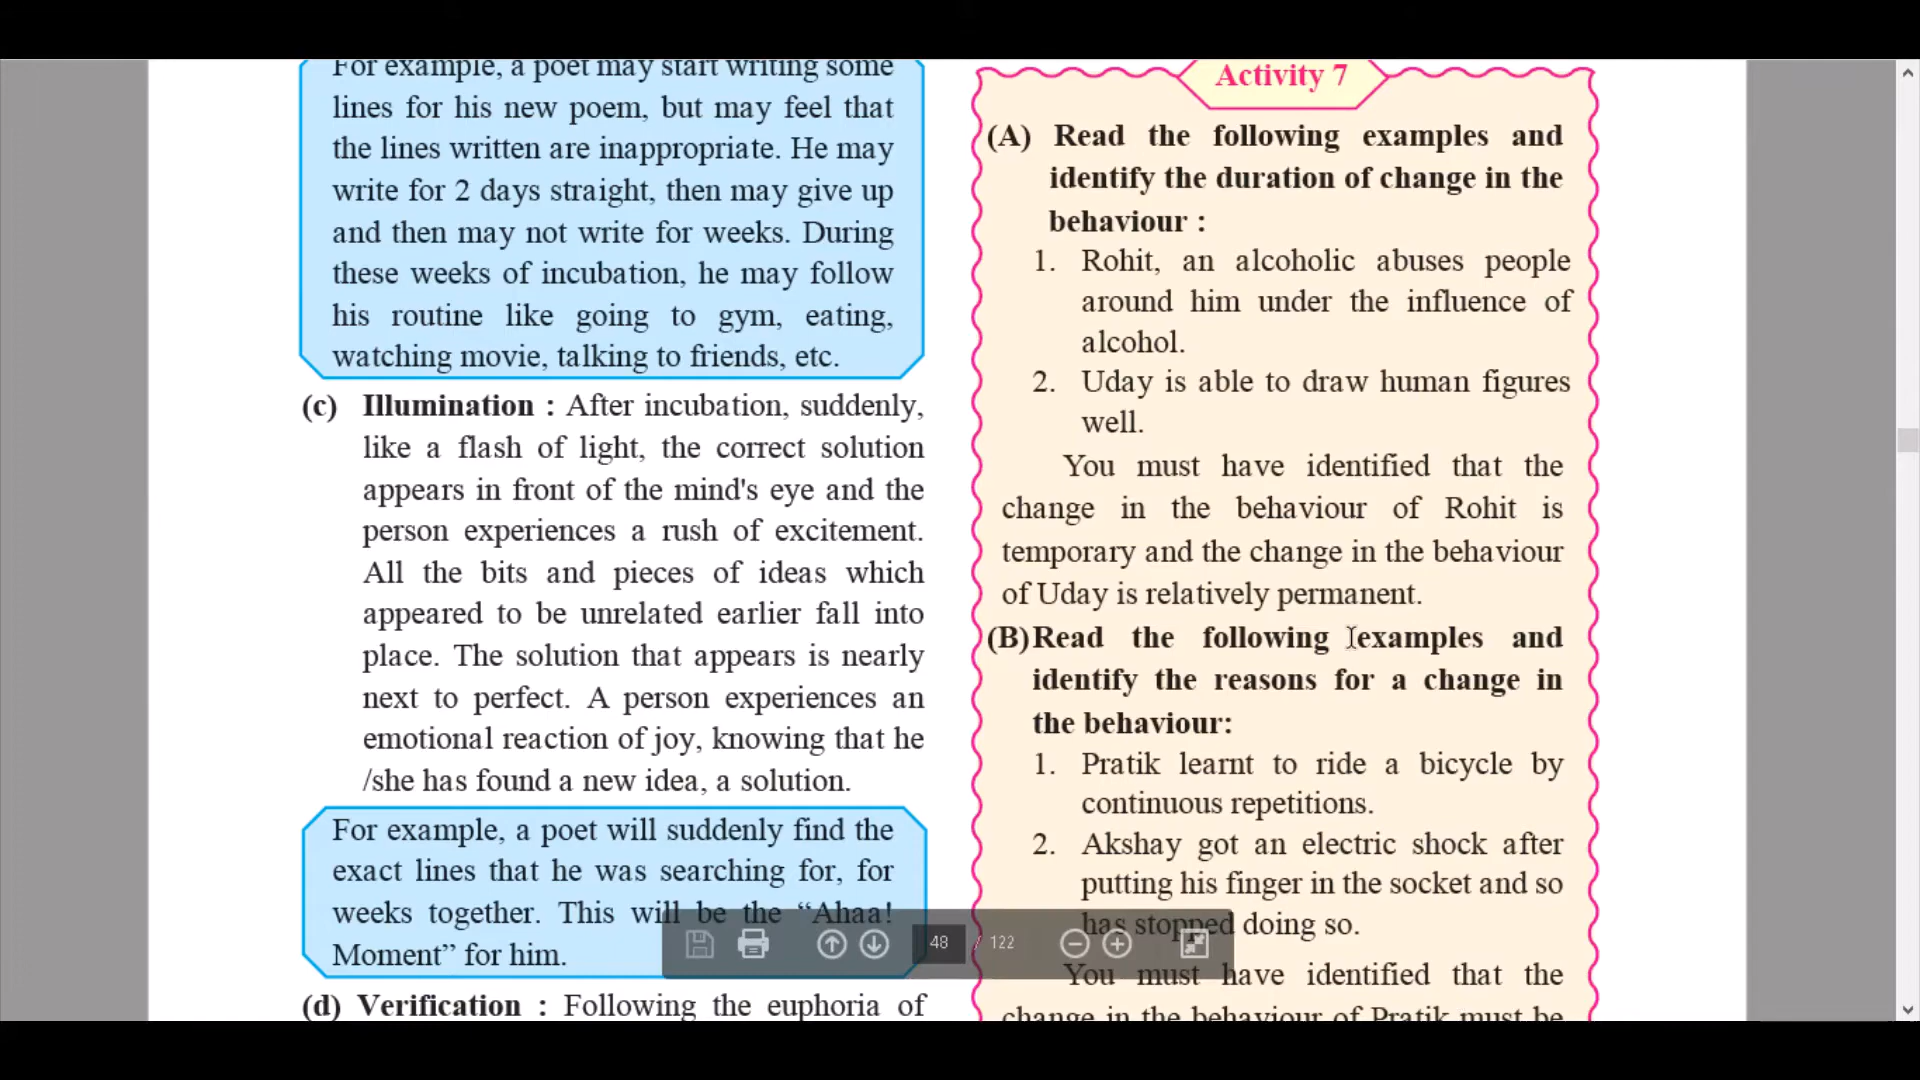 For example, a poet may start writing some
lines for his new poem, but may feel that
the lines written are inappropriate. He may
write for 2 days straight, then may give up
and then may not write for weeks. During
these weeks of incubation, he may follow
his routine like going to gym, eating,
watching movie, talking to friends, etc.
(c) Illumination : After incubation, suddenly,
like a flash of light, the correct solution
appears in front of the mind's eye and the
person experiences a rush of excitement.
All the bits and pieces of ideas which
appeared to be unrelated earlier fall into
place. The solution that appears is nearly
next to perfect. A person experiences an
emotional reaction of joy, knowing that he
/she has found a new idea, a solution.
For example, a poet will suddenly find the
exact lines that he was searching for, for
weeks together. This will be the “Ahaa!
Moment” for him.
(d) Verification : Following the euphoria of
Activity 7
(A) Read the following examples and
identify the duration of change in the
behaviour :
1. Rohit, an alcoholic abuses people
around him under the influence of
alcohol.
2. Uday is able to draw human figures
well.
You must have identified that the
change in the behaviour of Rohit is
temporary and the change in the behaviour
of Uday is relatively permanent.
(B) Read the following examples and
identify the reasons for a change in
the behaviour:
1. Pratik learnt to ride a bicycle by
continuous repetitions.
2. Akshay got an electric shock after
putting his finger in the socket and so
has stopped doing so.
You must have identified that the
change in the behaviour of Pratik must be
48 / 122